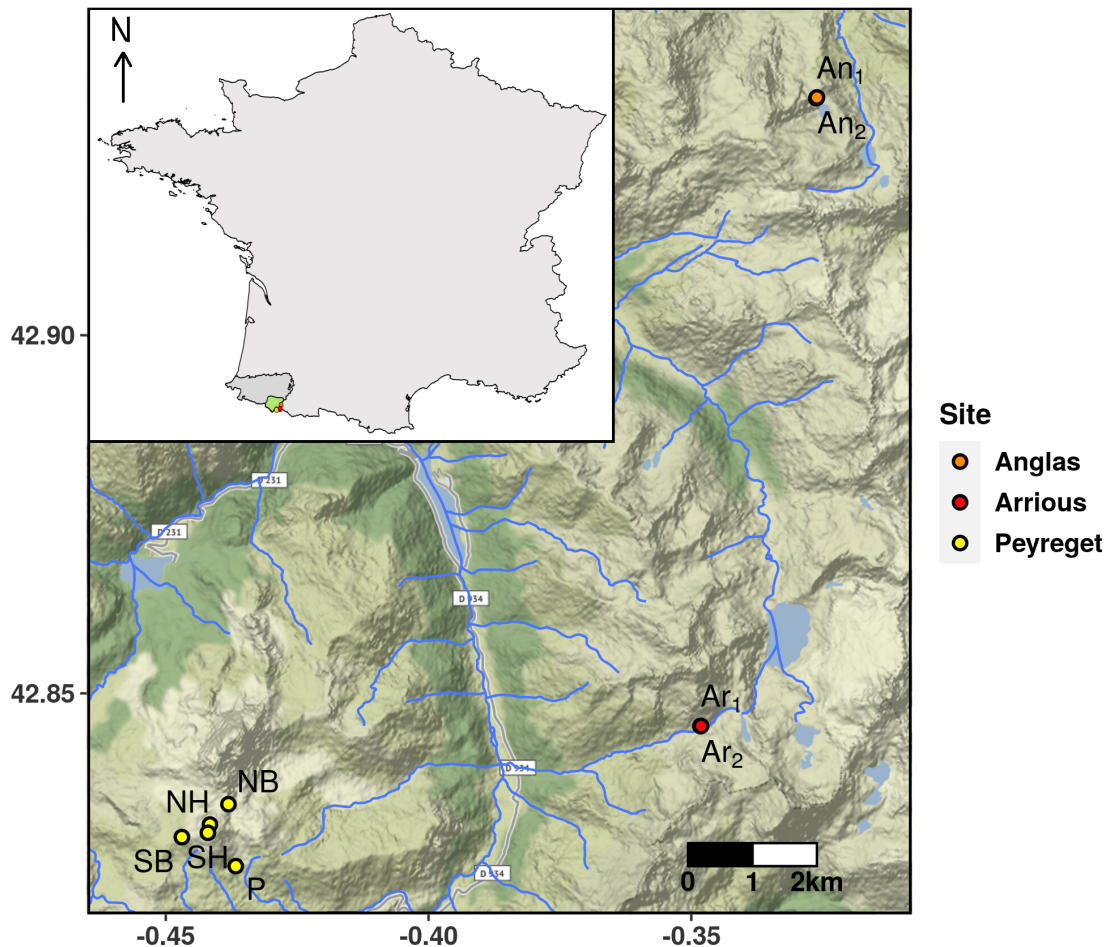 N
An₁
An₂
42.90
Site
Anglas
Arrious
Peyreget
D 231
D 231
D 934
42.85
Ar₁
Ar₂
D 934
NB
NH
SB
SH
P
D 934
0 1 2km
-0.45 -0.40 -0.35